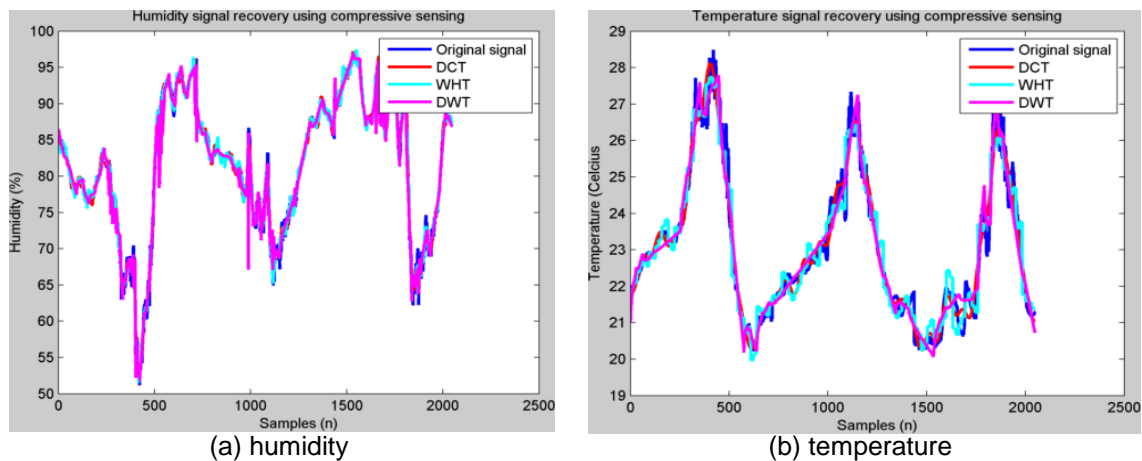 Humidity signal recovery using compressive sensing
100
95
90
85
80
75
70
65
60
55
50
Humidity (%)
Original signal
DCT
WHT
DWT
0
500
1000
1500
2000
2500
Samples (n)
(a) humidity
Temperature signal recovery using compressive sensing
29
28
27
26
25
24
23
22
21
20
19
Temperature (Celcius
Original signal
DCT
WHT
DWT
0
500
1000
1500
2000
2500
Samples (n)
(b) temperature